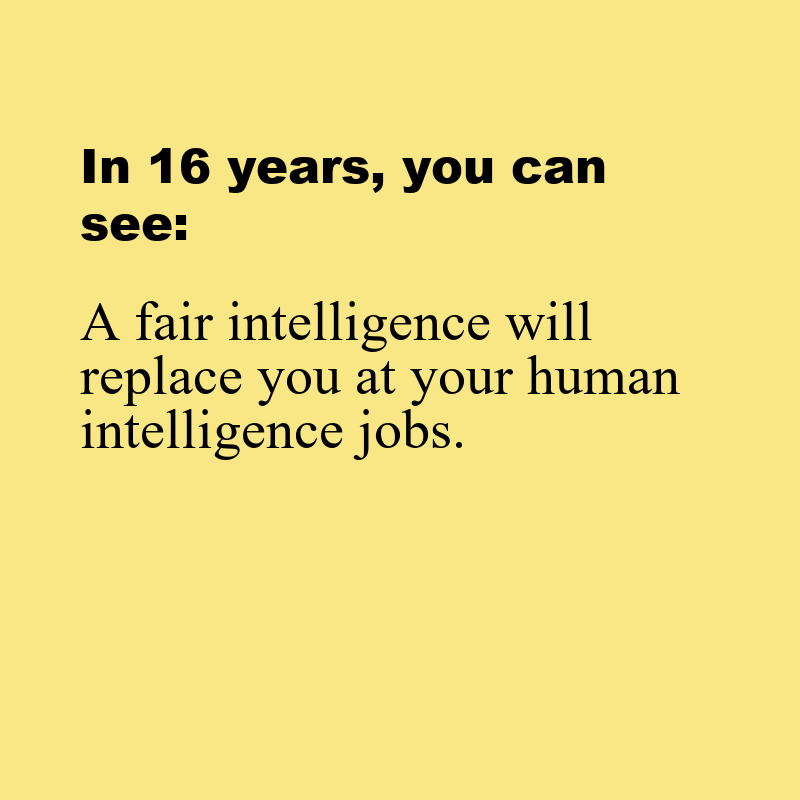 In 16 years, you can
see:
A fair intelligence will
replace you at your human
intelligence jobs.